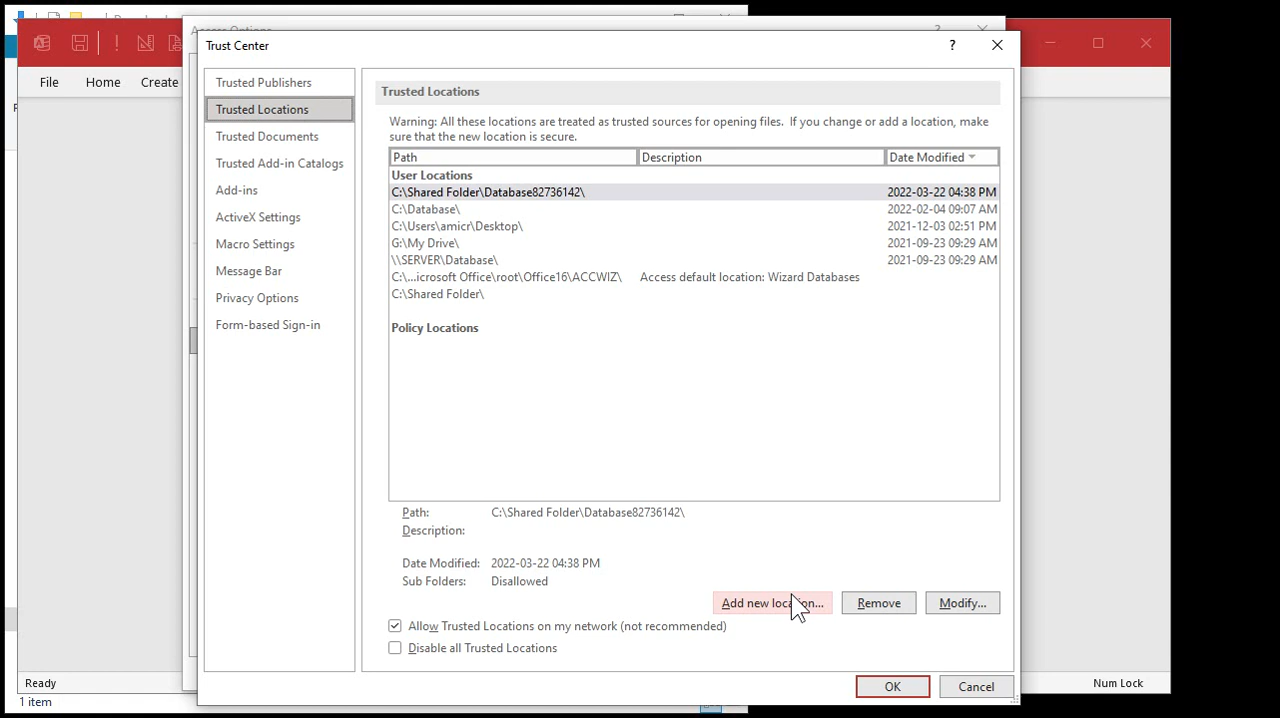 Trust Center
?
File
Home
Create
Trusted Publishers
Trusted Locations
Trusted Documents
Trusted Add-in Catalogs
Add-ins
ActiveX Settings
Macro Settings
Message Bar
Privacy Options
Form-based Sign-in
Trusted Locations
Warning: All these locations are treated as trusted sources for opening files. If you change or add a location, make
sure that the new location is secure.
Path Description Date Modified
User Locations
C:\Shared Folder\Database82736142\ 2022-03-22 04:38 PM
C:\Database\ 2022-02-04 09:07 AM
C:\Users\amicr\Desktop\ 2021-12-03 02:51 PM
G:\My Drive\ 2021-09-23 09:29 AM
\\SERVER\Database\ 2021-09-23 09:29 AM
C:\...icrosoft Office\root\Office16\ACCWIZ\ Access default location: Wizard Databases
C:\Shared Folder\
Policy Locations
Path: C:\Shared Folder\Database82736142\
Description:
Date Modified: 2022-03-22 04:38 PM
Sub Folders: Disallowed
Add new location... Remove Modify...
Allow Trusted Locations on my network (not recommended)
Disable all Trusted Locations
OK Cancel
Ready
Num Lock
1 item